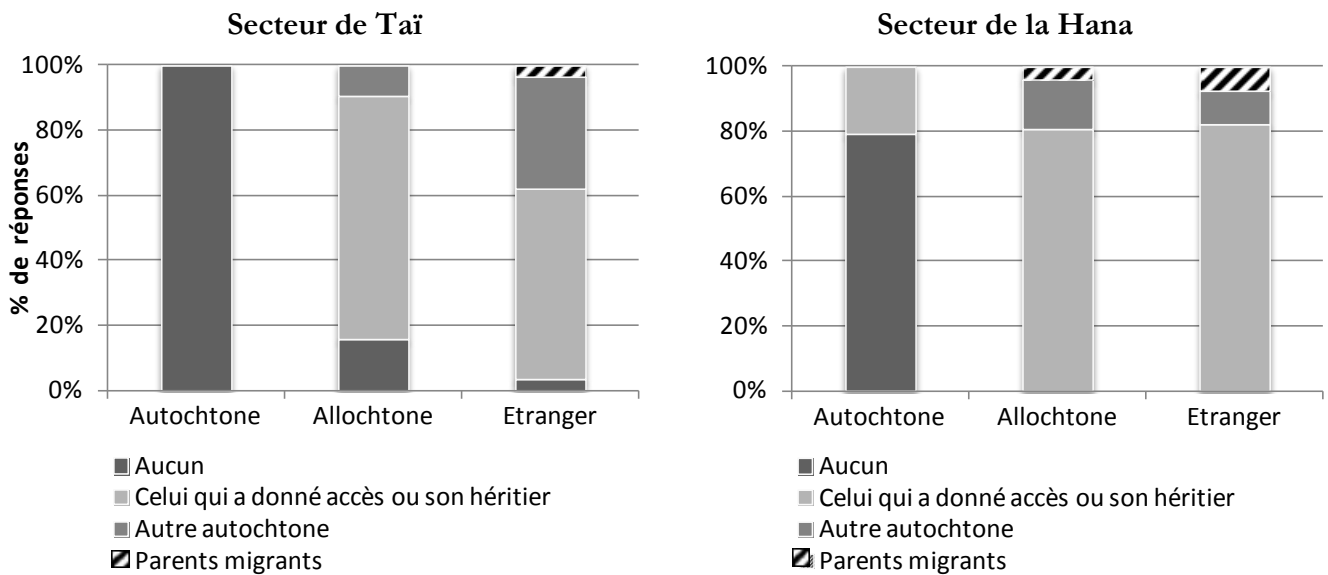 Secteur de Taï
% de réponses
100%
80%
60%
40%
20%
0%
Autochtone Allochtone Etranger
Aucun
Celui qui a donné accès ou son héritier
Autre autochtone
Parents migrants
Secteur de la Hana
100%
80%
60%
40%
20%
0%
Autochtone Allochtone Etranger
Aucun
Celui qui a donné accès ou son héritier
Autre autochtone
Parents migrants